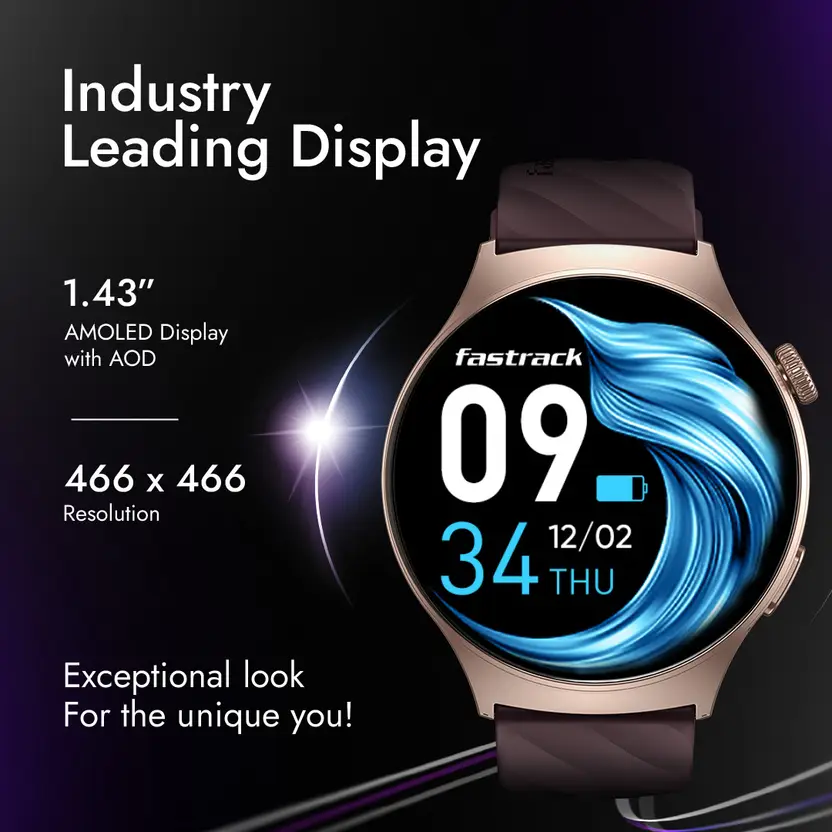 Industry
Leading Display
1.43”
AMOLED Display
with AOD
466 x 466
Resolution
Exceptional look
For the unique you!
fastrack
09
34
12/02
THU